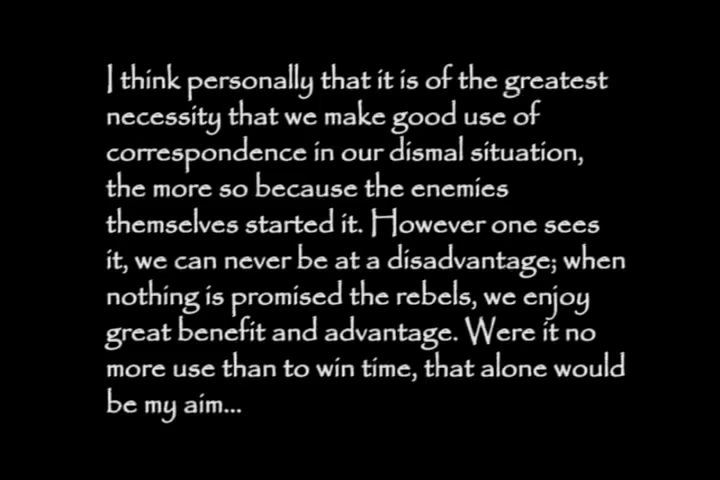 I think personally that it is of the greatest
necessity that we make good use of
correspondence in our dismal situation,
the more so because the enemies
themselves started it. However one sees
it, we can never be at a disadvantage; when
nothing is promised the rebels, we enjoy
great benefit and advantage. Were it no
more use than to win time, that alone would
be my aim...